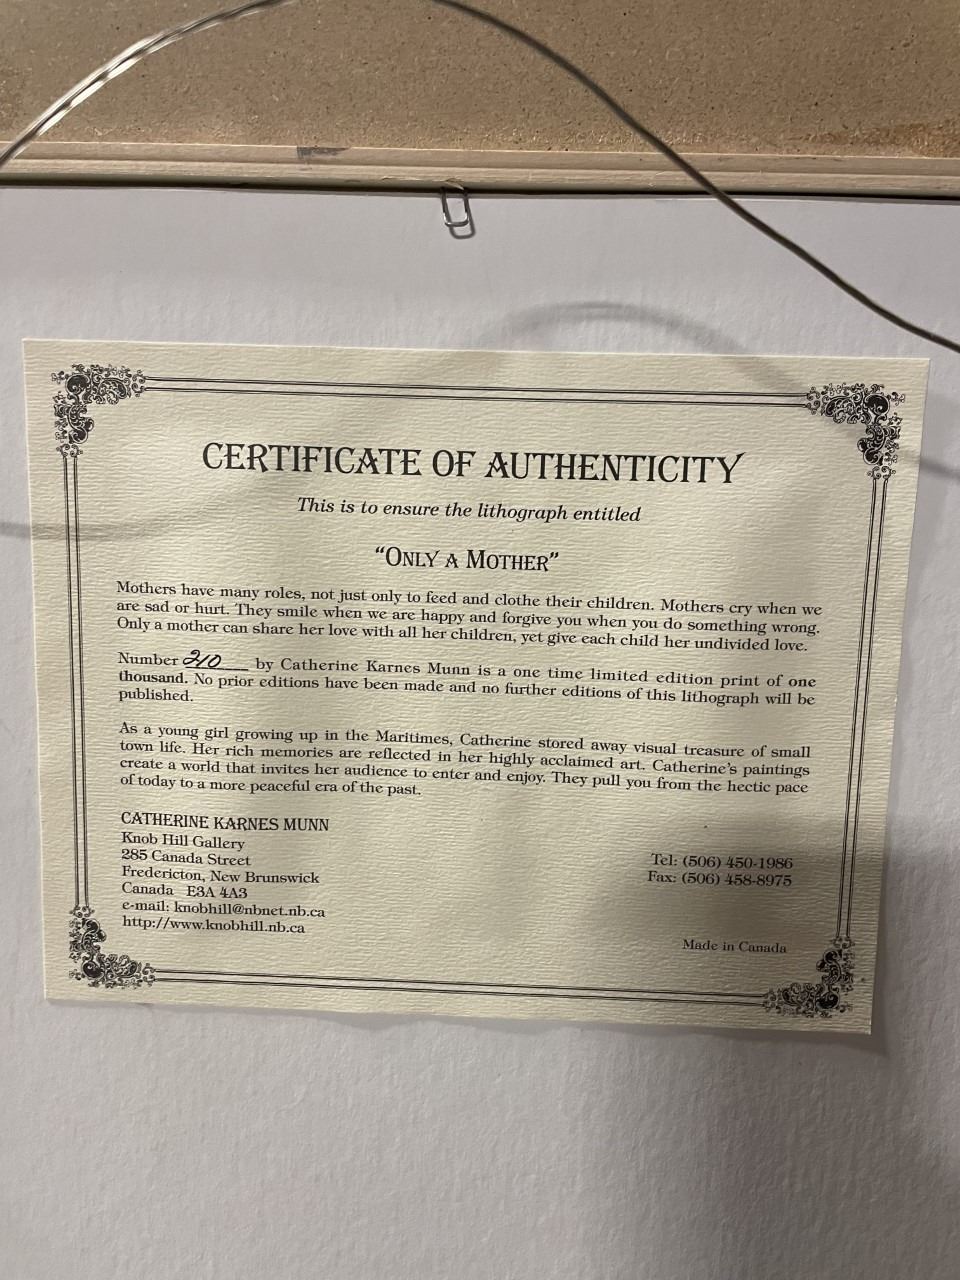 CERTIFICATE OF AUTHENTICITY
This is to ensure the lithograph entitled
“ONLY A MOTHER”
Mothers have many roles, not just only to feed and clothe their children. Mothers cry when we
are sad or hurt. They smile when we are happy and forgive you when you do something wrong.
Only a mother can share her love with all her children, yet give each child her undivided love.
Number 210 by Catherine Karnes Munn is a one time limited edition print of one
thousand. No prior editions have been made and no further editions of this lithograph will be
published.
As a young girl growing up in the Maritimes, Catherine stored away visual treasure of small
town life. Her rich memories are reflected in her highly acclaimed art. Catherine's paintings
create a world that invites her audience to enter and enjoy. They pull you from the hectic pace
of today to a more peaceful era of the past.
CATHERINE KARNES MUNN
Knob Hill Gallery
285 Canada Street
Fredericton, New Brunswick
Canada E3A 4A3
e-mail: knobhill@nbnet.nb.ca
http://www.knobhill.nb.ca
Tel: (506) 450-1986
Fax: (506) 458-8975
Made in Canada